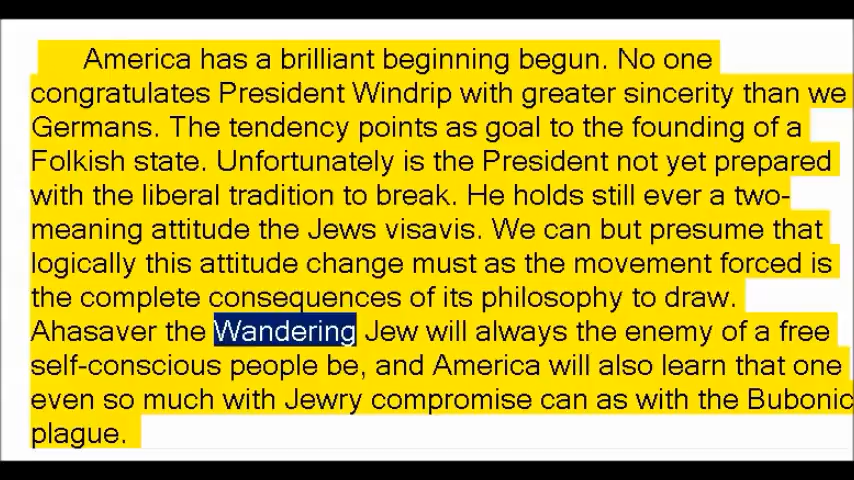 America has a brilliant beginning begun. No one
congratulates President Windrip with greater sincerity than we
Germans. The tendency points as goal to the founding of a
Folkish state. Unfortunately is the President not yet prepared
with the liberal tradition to break. He holds still ever a two-
meaning attitude the Jews visavis. We can but presume that
logically this attitude change must as the movement forced is
the complete consequences of its philosophy to draw.
Ahasaver the Wandering Jew will always the enemy of a free
self-conscious people be, and America will also learn that one
even so much with Jewry compromise can as with the Bubonic
plague.